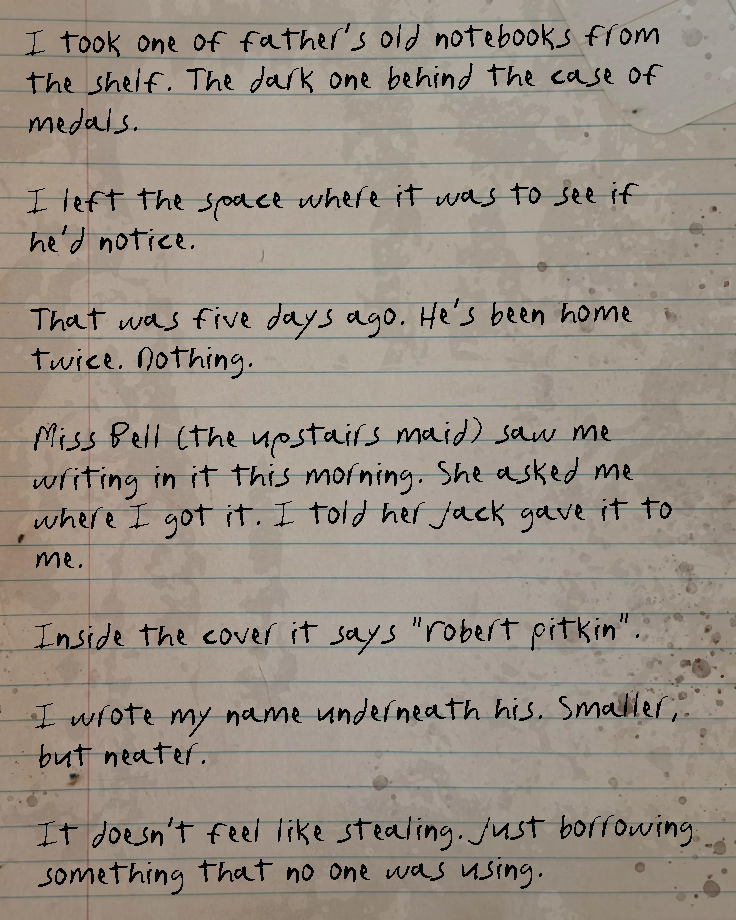 I took one of father's old notebooks from
the shelf. The dark one behind the case of
medals.
I left the space where it was to see if
he'd notice.
That was five days ago. He's been home
twice. Nothing.
Miss Bell (the upstairs maid) saw me
writing in it this morning. She asked me
where I got it. I told her Jack gave it to
me.
Inside the cover it says "robert pitkin".
I wrote my name underneath his. Smaller,
but neater.
It doesn't feel like stealing. Just borrowing
something that no one was using.